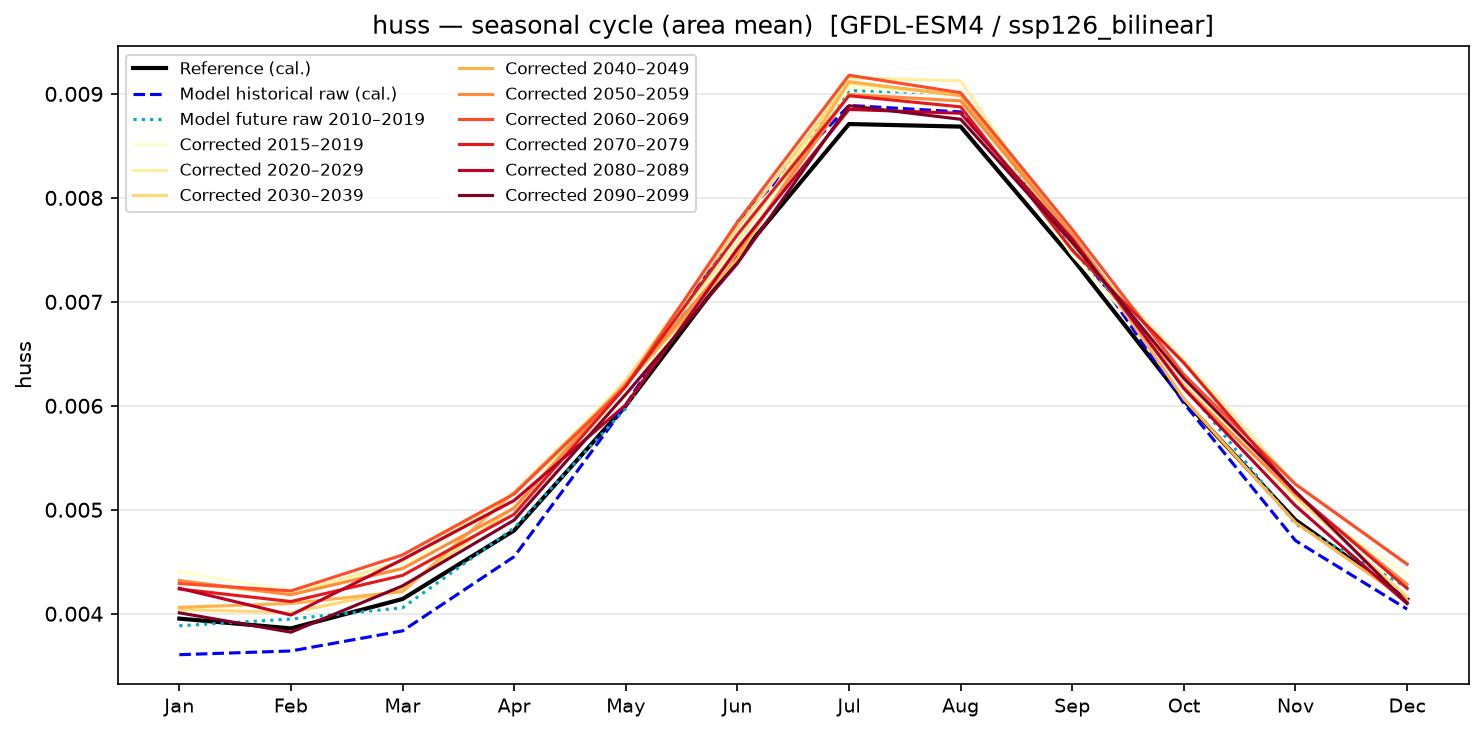 huss — seasonal cycle (area mean)  [GFDL-ESM4 / ssp126_bilinear]
Reference (cal.)
Model historical raw (cal.)
Model future raw 2010–2019
Corrected 2015–2019
Corrected 2020–2029
Corrected 2030–2039
Corrected 2040–2049
Corrected 2050–2059
Corrected 2060–2069
Corrected 2070–2079
Corrected 2080–2089
Corrected 2090–2099
huss
0.009
0.008
0.007
0.006
0.005
0.004
Jan Feb Mar Apr May Jun Jul Aug Sep Oct Nov Dec